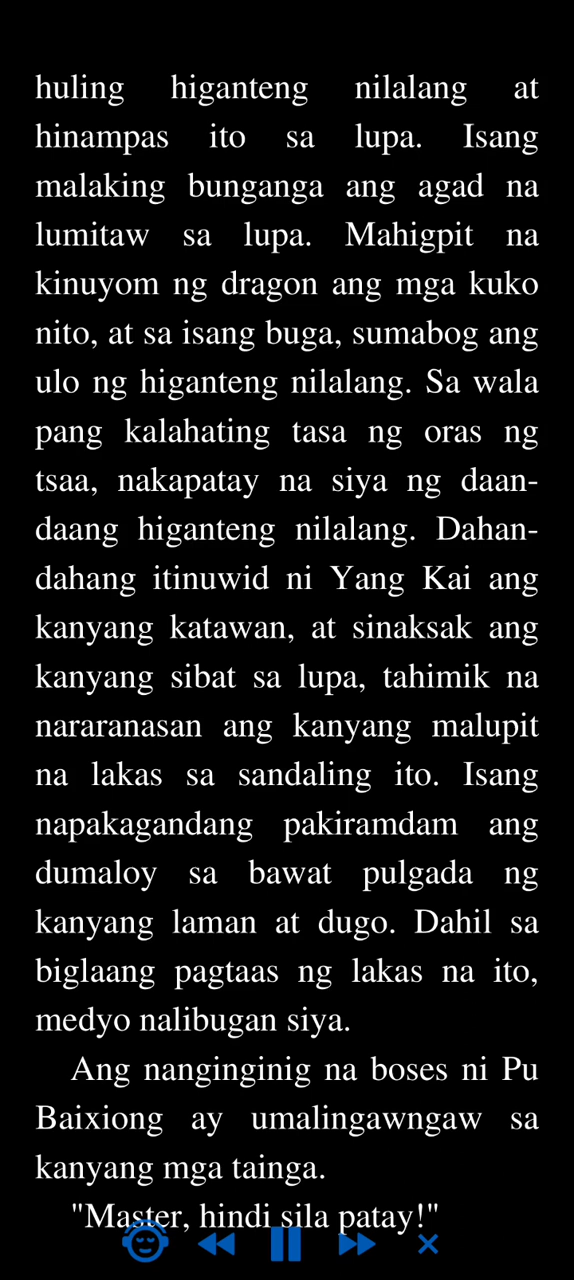 huling higanteng nilalang at
hinampas ito sa lupa. Isang
malaking bunganga ang agad na
lumitaw sa lupa. Mahigpit na
kinuyom ng dragon ang mga kuko
nito, at sa isang buga, sumabog ang
ulo ng higanteng nilalang. Sa wala
pang kalahating tasa ng oras ng
tsaa, nakapatay na siya ng daan-
daang higanteng nilalang. Dahan-
dahang itinuwid ni Yang Kai ang
kanyang katawan, at sinaksak ang
kanyang sibat sa lupa, tahimik na
nararanasan ang kanyang malupit
na lakas sa sandaling ito. Isang
napakagandang pakiramdam ang
dumaloy sa bawat pulgada ng
kanyang laman at dugo. Dahil sa
biglaang pagtaas ng lakas na ito,
medyo nalibugan siya.
Ang nanginginig na boses ni Pu
Baixiong ay umalingawngaw sa
kanyang mga tainga.
"Master, hindi sila patay!"